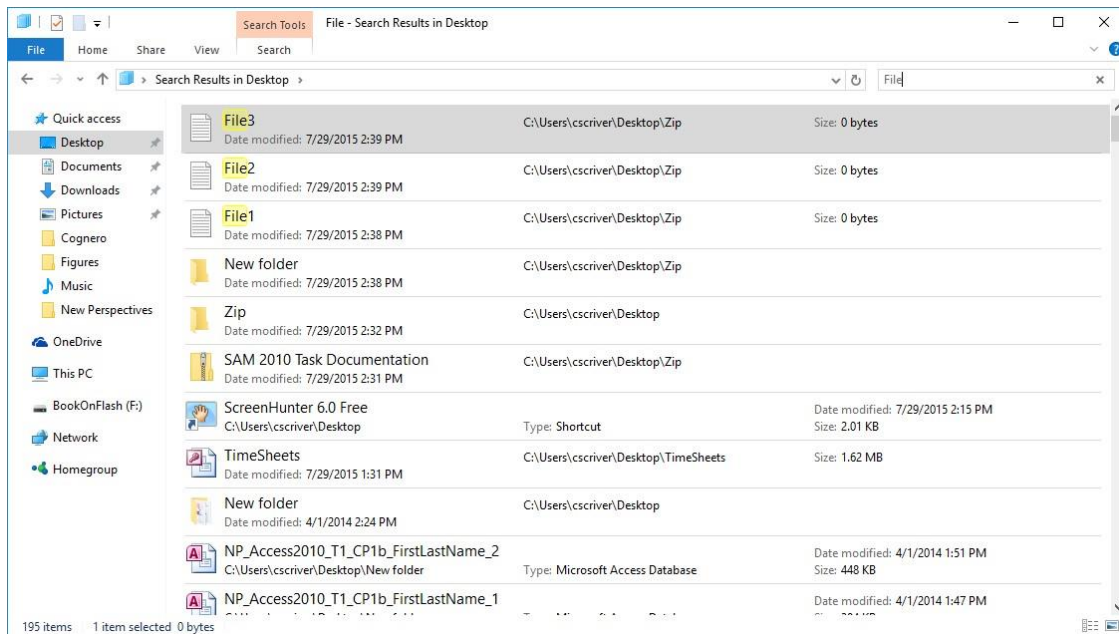 Search Tools
File - Search Results in Desktop
File Home Share View Search
Search Results in Desktop
File
Quick access
Desktop
Documents
Downloads
Pictures
Cognero
Figures
Music
New Perspectives
OneDrive
This PC
BookOnFlash (F:)
Network
Homegroup
File3 C:\Users\cscriver\Desktop\Zip Size: 0 bytes
Date modified: 7/29/2015 2:39 PM
File2 C:\Users\cscriver\Desktop\Zip Size: 0 bytes
Date modified: 7/29/2015 2:39 PM
File1 C:\Users\cscriver\Desktop\Zip Size: 0 bytes
Date modified: 7/29/2015 2:38 PM
New folder C:\Users\cscriver\Desktop\Zip
Date modified: 7/29/2015 2:38 PM
Zip C:\Users\cscriver\Desktop
Date modified: 7/29/2015 2:32 PM
SAM 2010 Task Documentation C:\Users\cscriver\Desktop\Zip
Date modified: 7/29/2015 2:31 PM
ScreenHunter 6.0 Free Date modified: 7/29/2015 2:15 PM
C:\Users\cscriver\Desktop Type: Shortcut Size: 2.01 KB
TimeSheets C:\Users\cscriver\Desktop\TimeSheets Size: 1.62 MB
Date modified: 7/29/2015 1:31 PM
New folder C:\Users\cscriver\Desktop
Date modified: 4/1/2014 2:24 PM
NP_Access2010_T1_CP1b_FirstLastName_2 Date modified: 4/1/2014 1:51 PM
C:\Users\cscriver\Desktop\New folder Type: Microsoft Access Database Size: 448 KB
NP_Access2010_T1_CP1b_FirstLastName_1 Date modified: 4/1/2014 1:47 PM
195 items 1 item selected 0 bytes